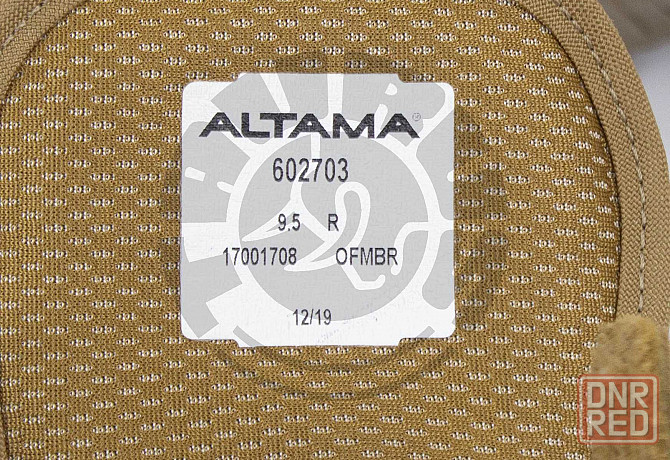 ALTAMA®
602703
9.5 R
17001708 OFMBR
12/19
DNR
RED